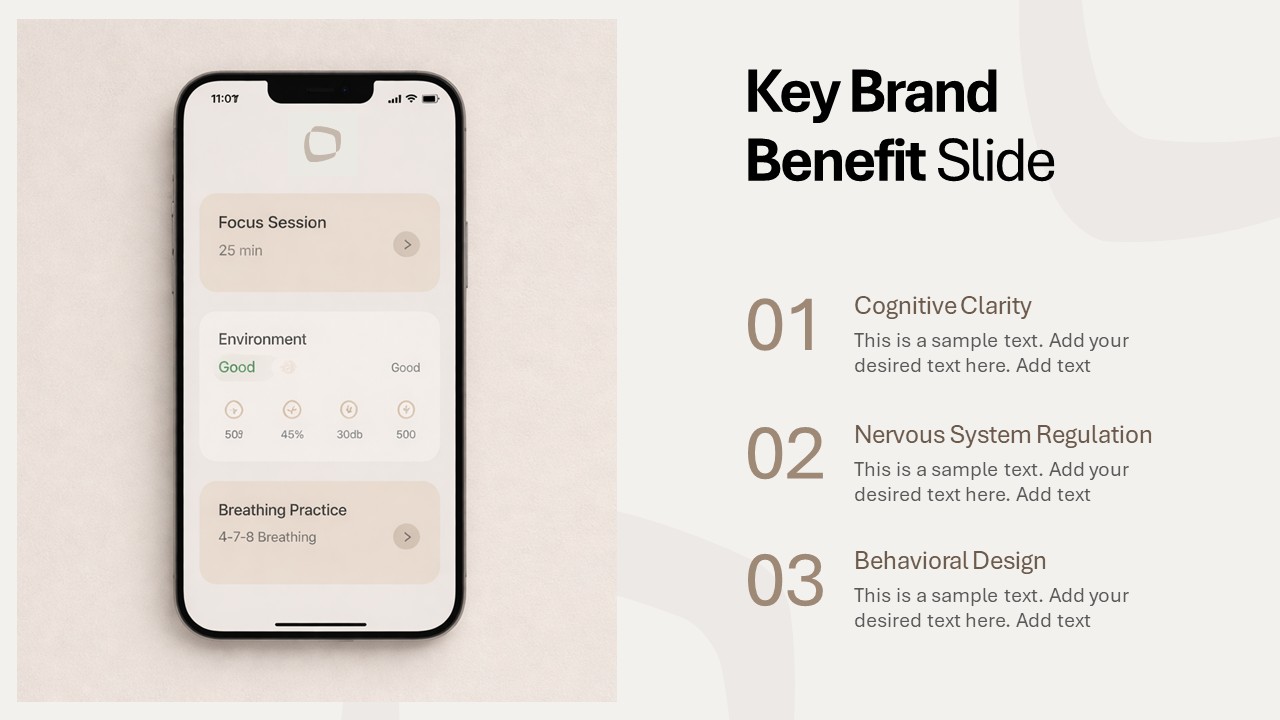 11:07
Focus Session
25 min
Environment
Good
Good
45%
30db
500
Breathing Practice
4-7-8 Breathing
Key Brand
Benefit Slide
01
Cognitive Clarity
This is a sample text. Add your
desired text here. Add text
02
Nervous System Regulation
This is a sample text. Add your
desired text here. Add text
03
Behavioral Design
This is a sample text. Add your
desired text here. Add text